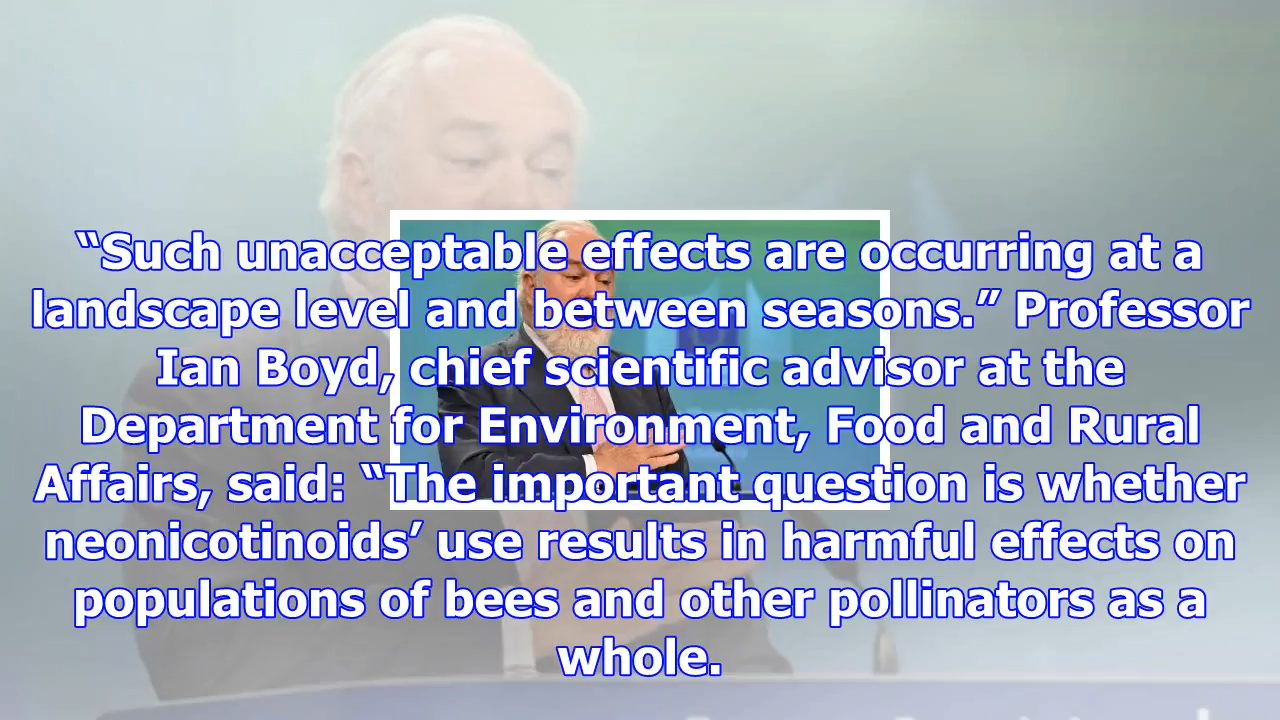 “Such unacceptable effects are occurring at a
landscape level and between seasons.” Professor
Ian Boyd, chief scientific advisor at the
Department for Environment, Food and Rural
Affairs, said: “The important question is whether
neonicotinoids’ use results in harmful effects on
populations of bees and other pollinators as a
whole.